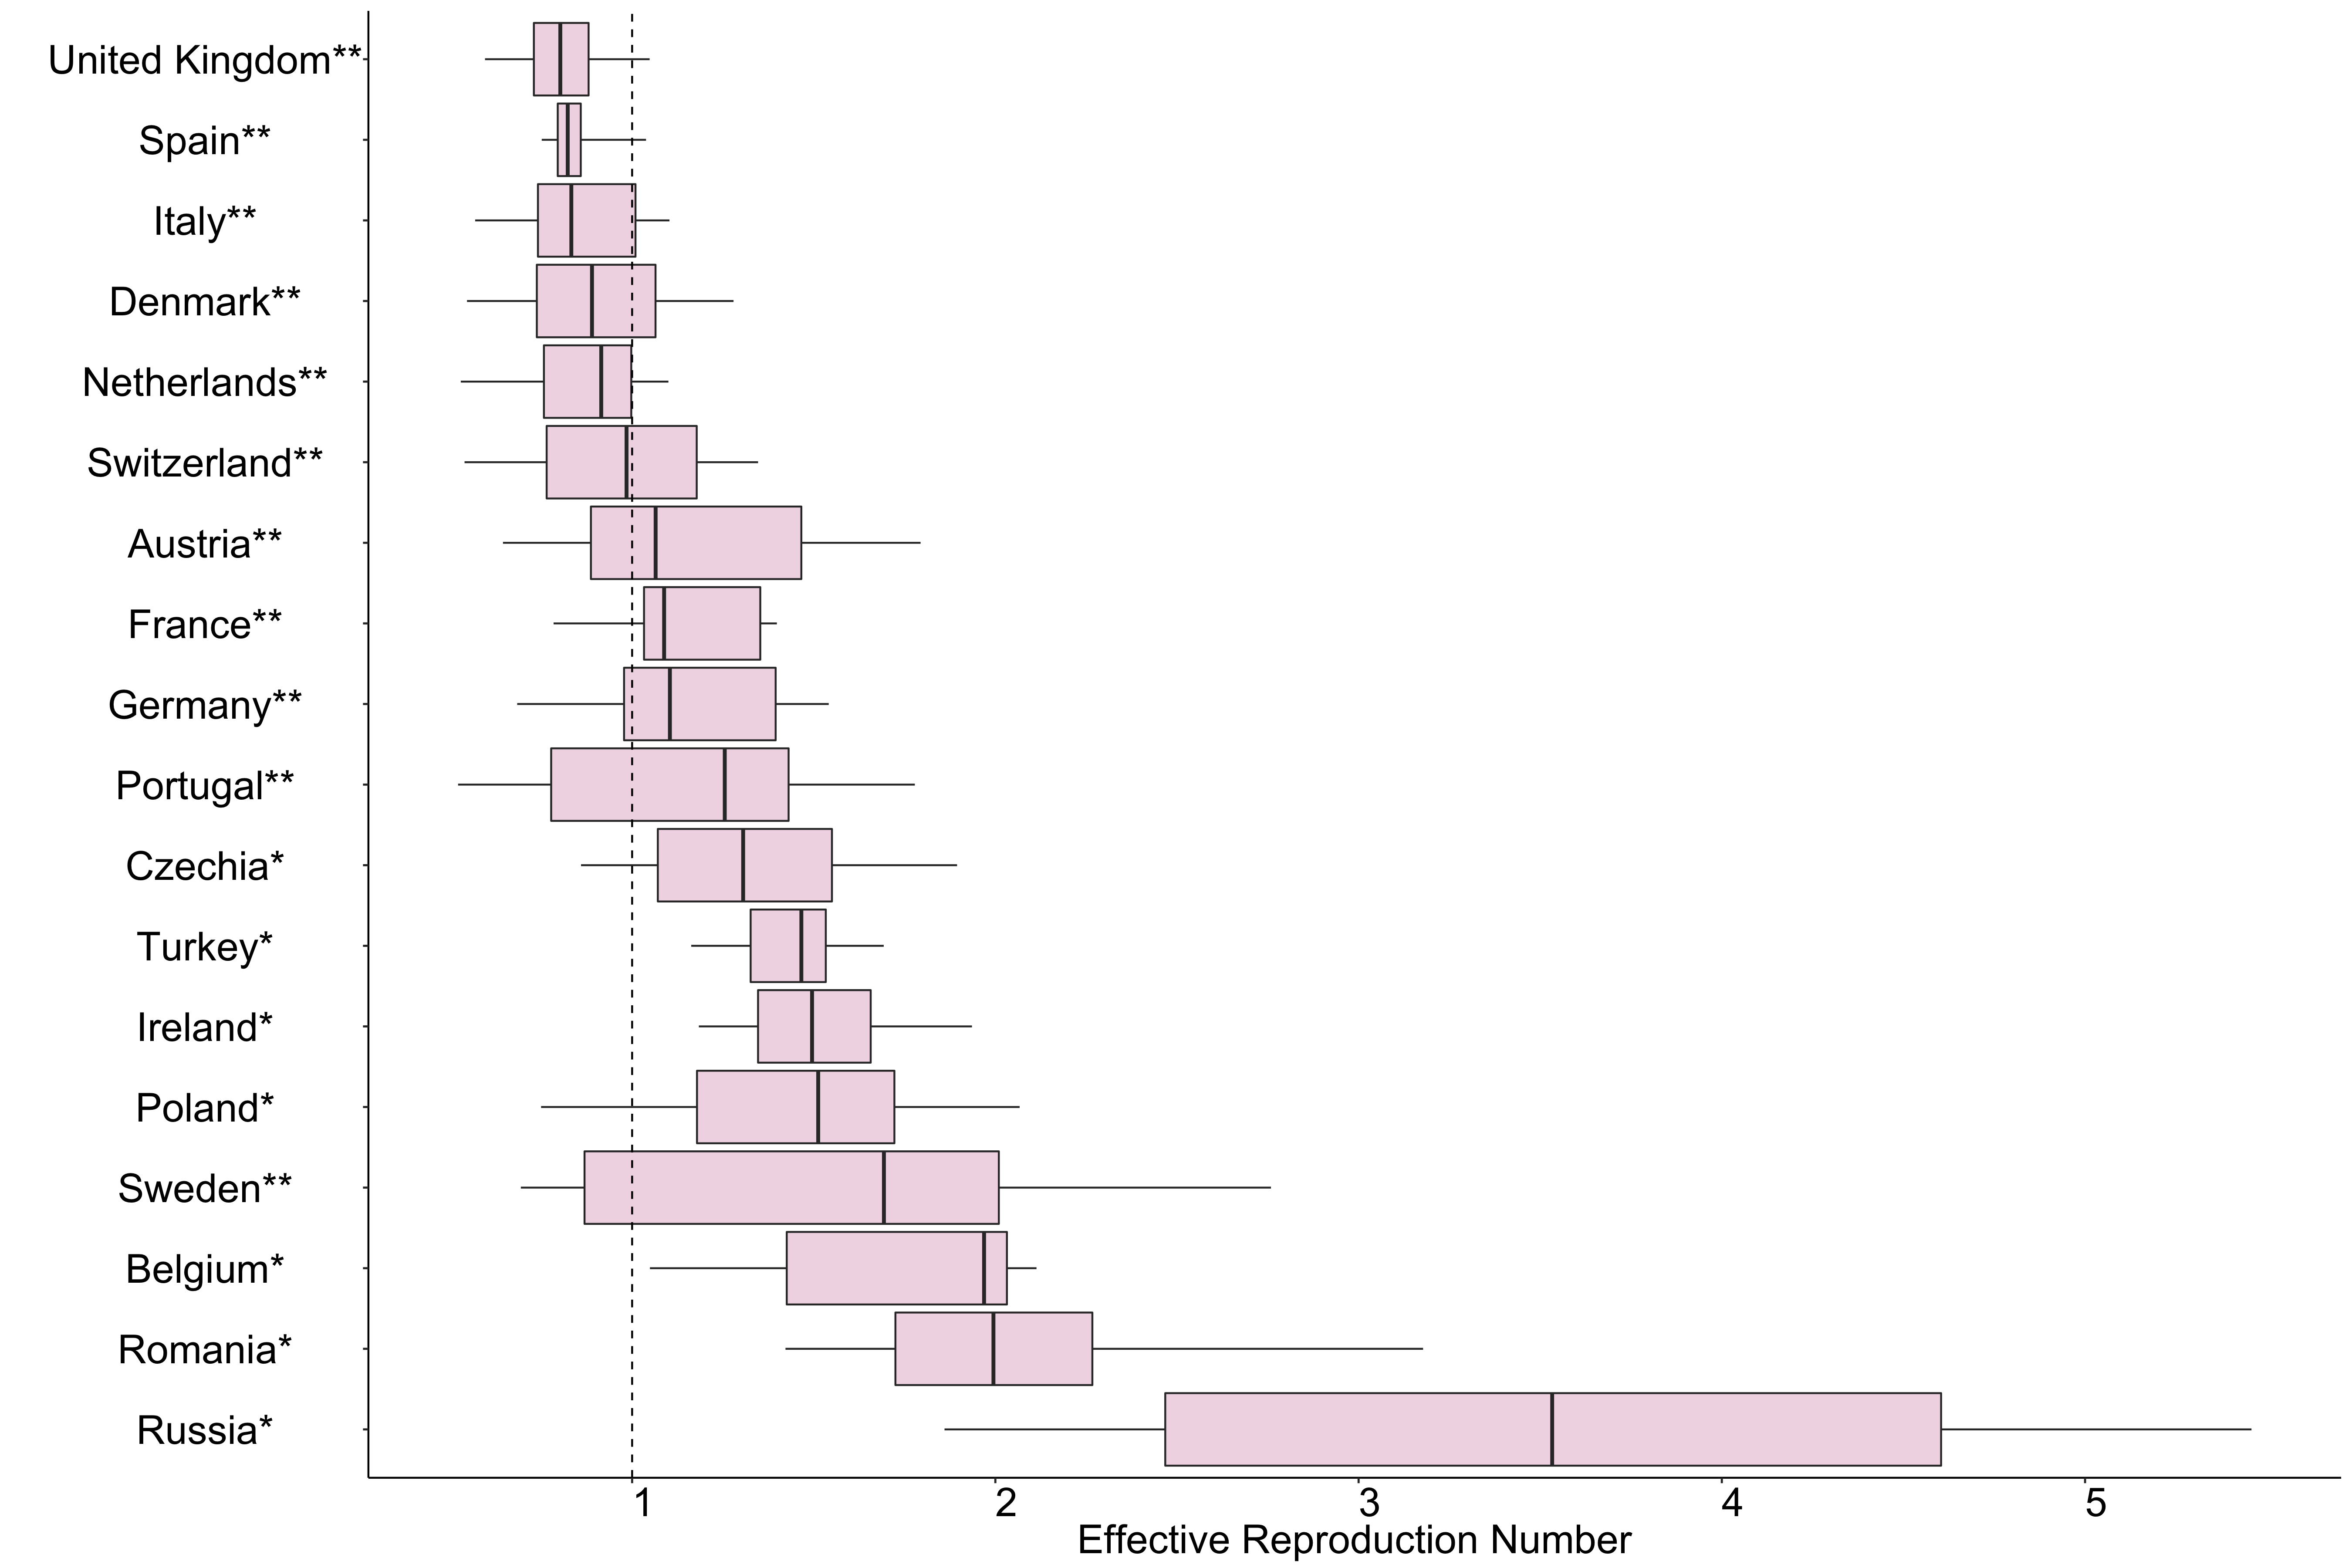 United Kingdom**
Spain**
Italy**
Denmark**
Netherlands**
Switzerland**
Austria**
France**
Germany**
Portugal**
Czechia*
Turkey*
Ireland*
Poland*
Sweden**
Belgium*
Romania*
Russia*
1 2 3 4 5
Effective Reproduction Number